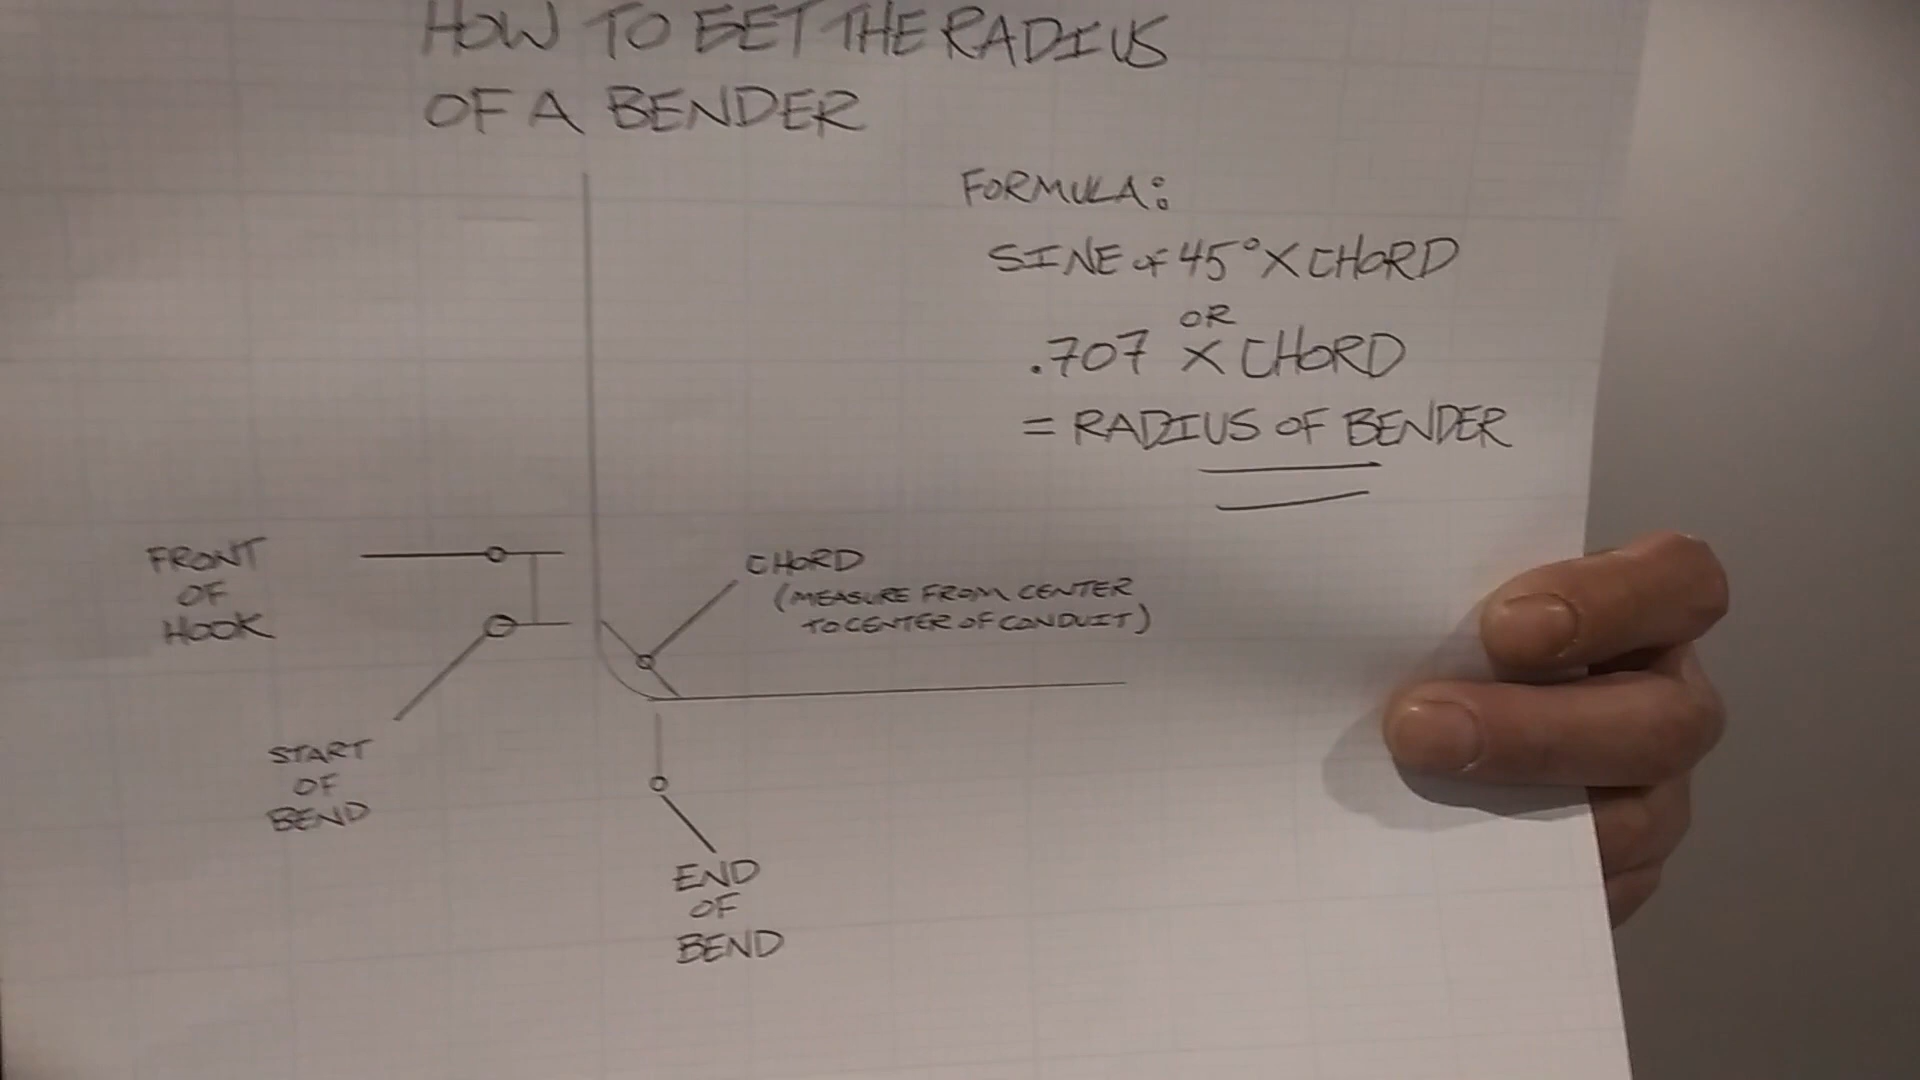 HOW TO GET THE RADIUS
OF A BENDER
FORMULA:
SINE OF 45° X CHORD
OR
.707 X CHORD
= RADIUS OF BENDER
FRONT
OF
HOOK
CHORD
(MEASURE FROM CENTER
TO CENTER OF CONDUIT)
START
OF
BEND
END
OF
BEND